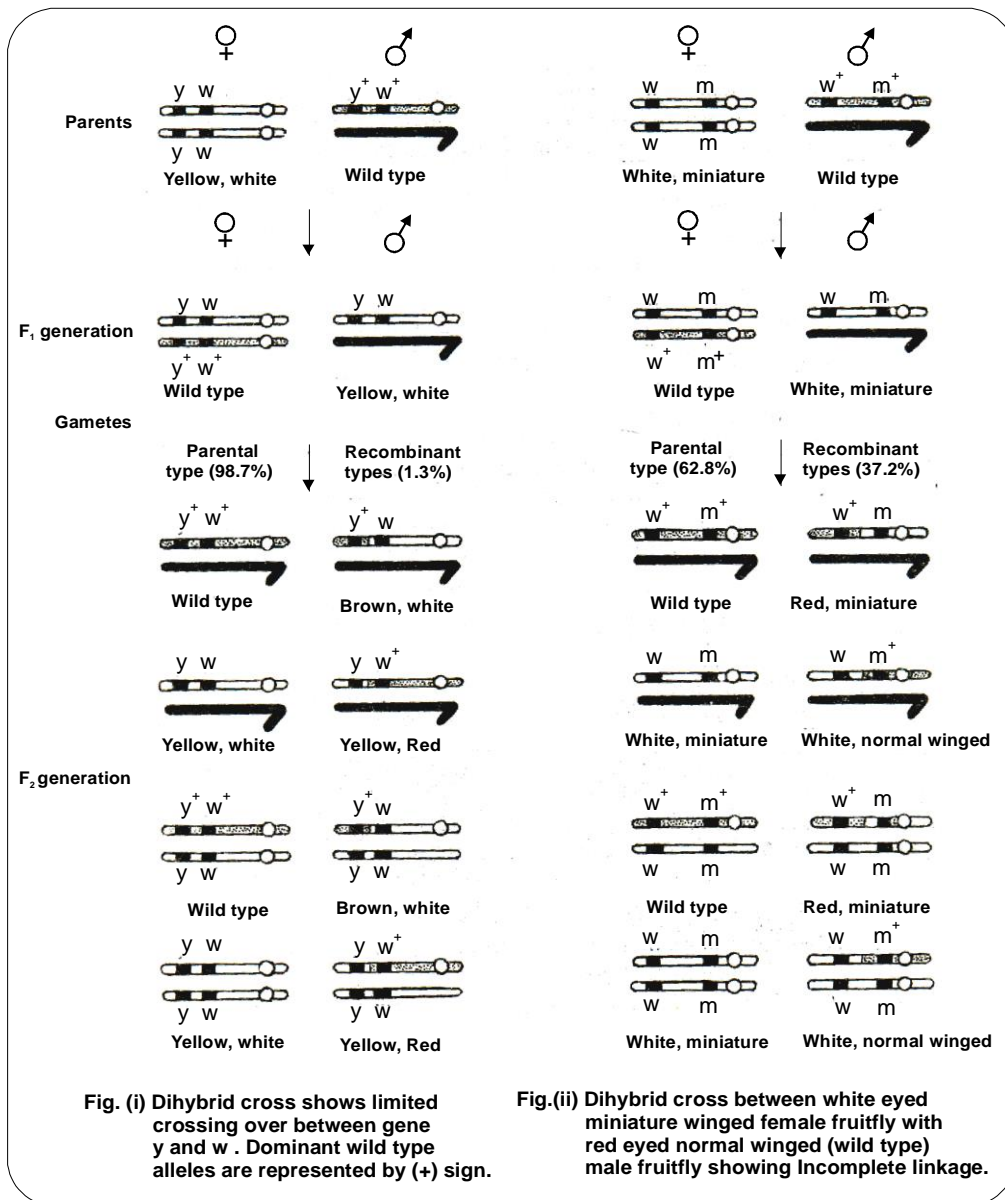 ♀ ♂ ♀ ♂
y w y⁺ w⁺ w m w⁺ m⁺
Parents
y w w m
Yellow, white Wild type White, miniature Wild type
♀ ♂ ♀ ♂
y w y w w m w m
F₁ generation
y⁺ w⁺ w⁺ m+
Wild type Yellow, white Wild type White, miniature
Gametes
Parental Recombinant Parental Recombinant
type (98.7%) types (1.3%) type (62.8%) types (37.2%)
y⁺ w⁺ y⁺ w w⁺ m⁺ w⁺ m
Wild type Brown, white Wild type Red, miniature
y w y w⁺ w m w m⁺
Yellow, white Yellow, Red White, miniature White, normal winged
F₂ generation
y⁺ w⁺ y⁺ w w⁺ m⁺ w⁺ m
y w y w w m w m
Wild type Brown, white Wild type Red, miniature
y w y w⁺ w m w m⁺
y w y w w m w m
Yellow, white Yellow, Red White, miniature White, normal winged
Fig. (i) Dihybrid cross shows limited
crossing over between gene
y and w . Dominant wild type
alleles are represented by (+) sign.
Fig.(ii) Dihybrid cross between white eyed
miniature winged female fruitfly with
red eyed normal winged (wild type)
male fruitfly showing Incomplete linkage.